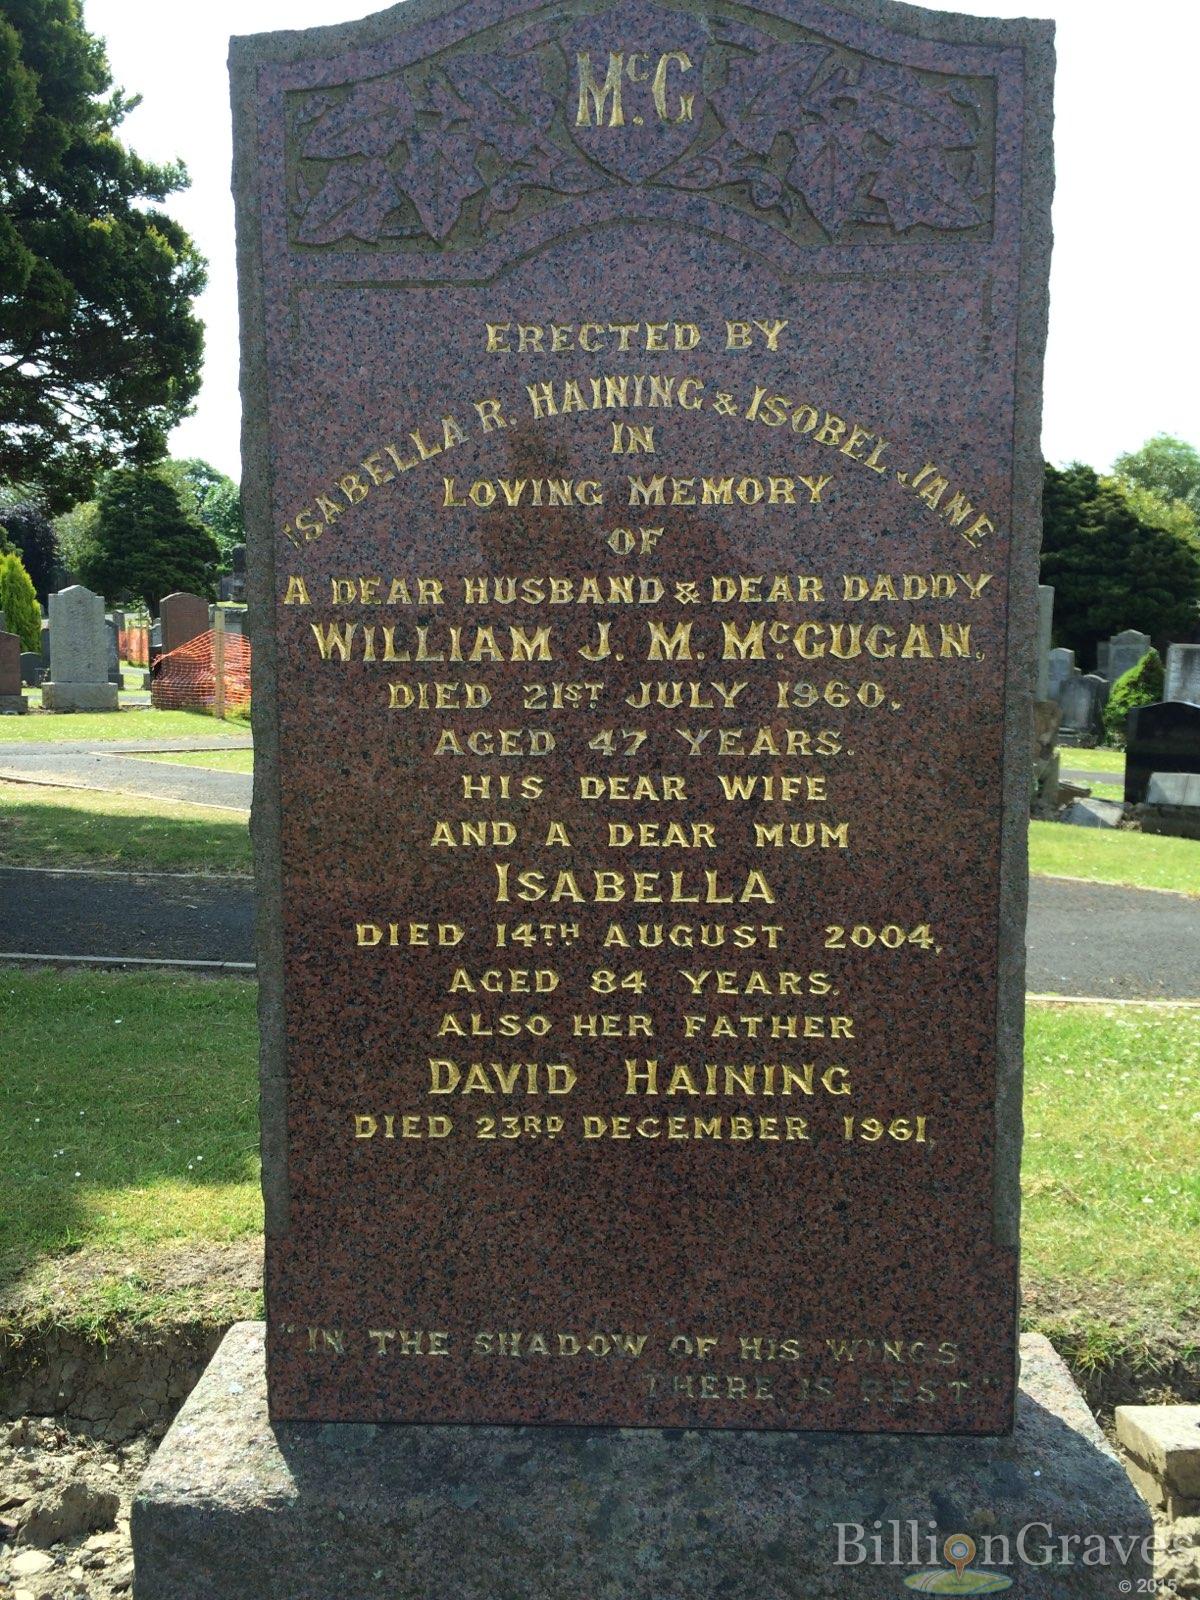 McG
ERECTED BY
ISABELLA R. HAINING & ISOBEL JANE
IN
LOVING MEMORY
OF
A DEAR HUSBAND & DEAR DADDY
WILLIAM J. M. McGUGAN,
DIED 21ST JULY 1960,
AGED 47 YEARS.
HIS DEAR WIFE
AND A DEAR MUM
ISABELLA
DIED 14TH AUGUST 2004,
AGED 84 YEARS.
ALSO HER FATHER
DAVID HAINING
DIED 23RD DECEMBER 1961,
"IN THE SHADOW OF HIS WINGS
THERE IS REST."
BillionGraves
© 2015